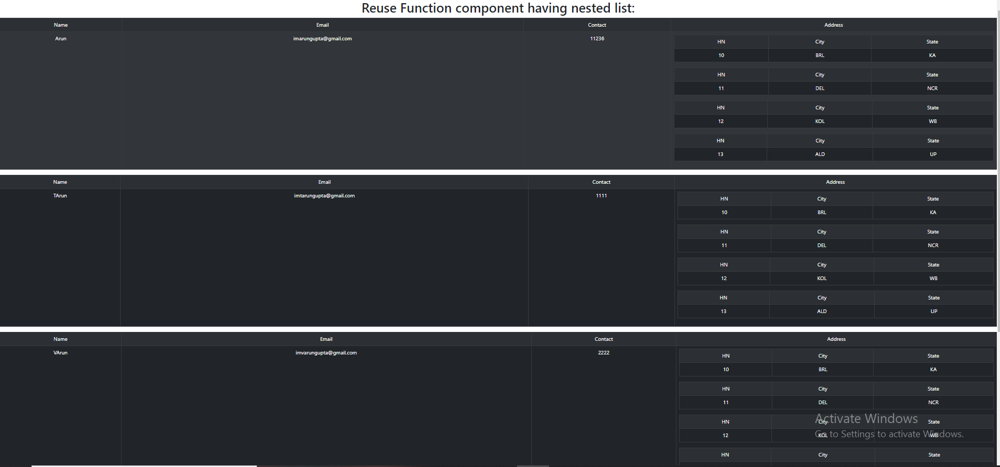 Reuse Function component having nested list:
Name Email Contact Address
Arun imarungupta@gmail.com 11236
HN City State
10 BRL KA
HN City State
11 DEL NCR
HN City State
12 KOL WB
HN City State
13 ALD UP
Name Email Contact Address
TArun imtarungupta@gmail.com 1111
HN City State
10 BRL KA
HN City State
11 DEL NCR
HN City State
12 KOL WB
HN City State
13 ALD UP
Name Email Contact Address
VArun imvarungupta@gmail.com 2222
HN City State
10 BRL KA
HN City State
11 DEL NCR
Activate Windows
HN City State
Go to Settings to activate Windows.
12 KOL WB
HN City State